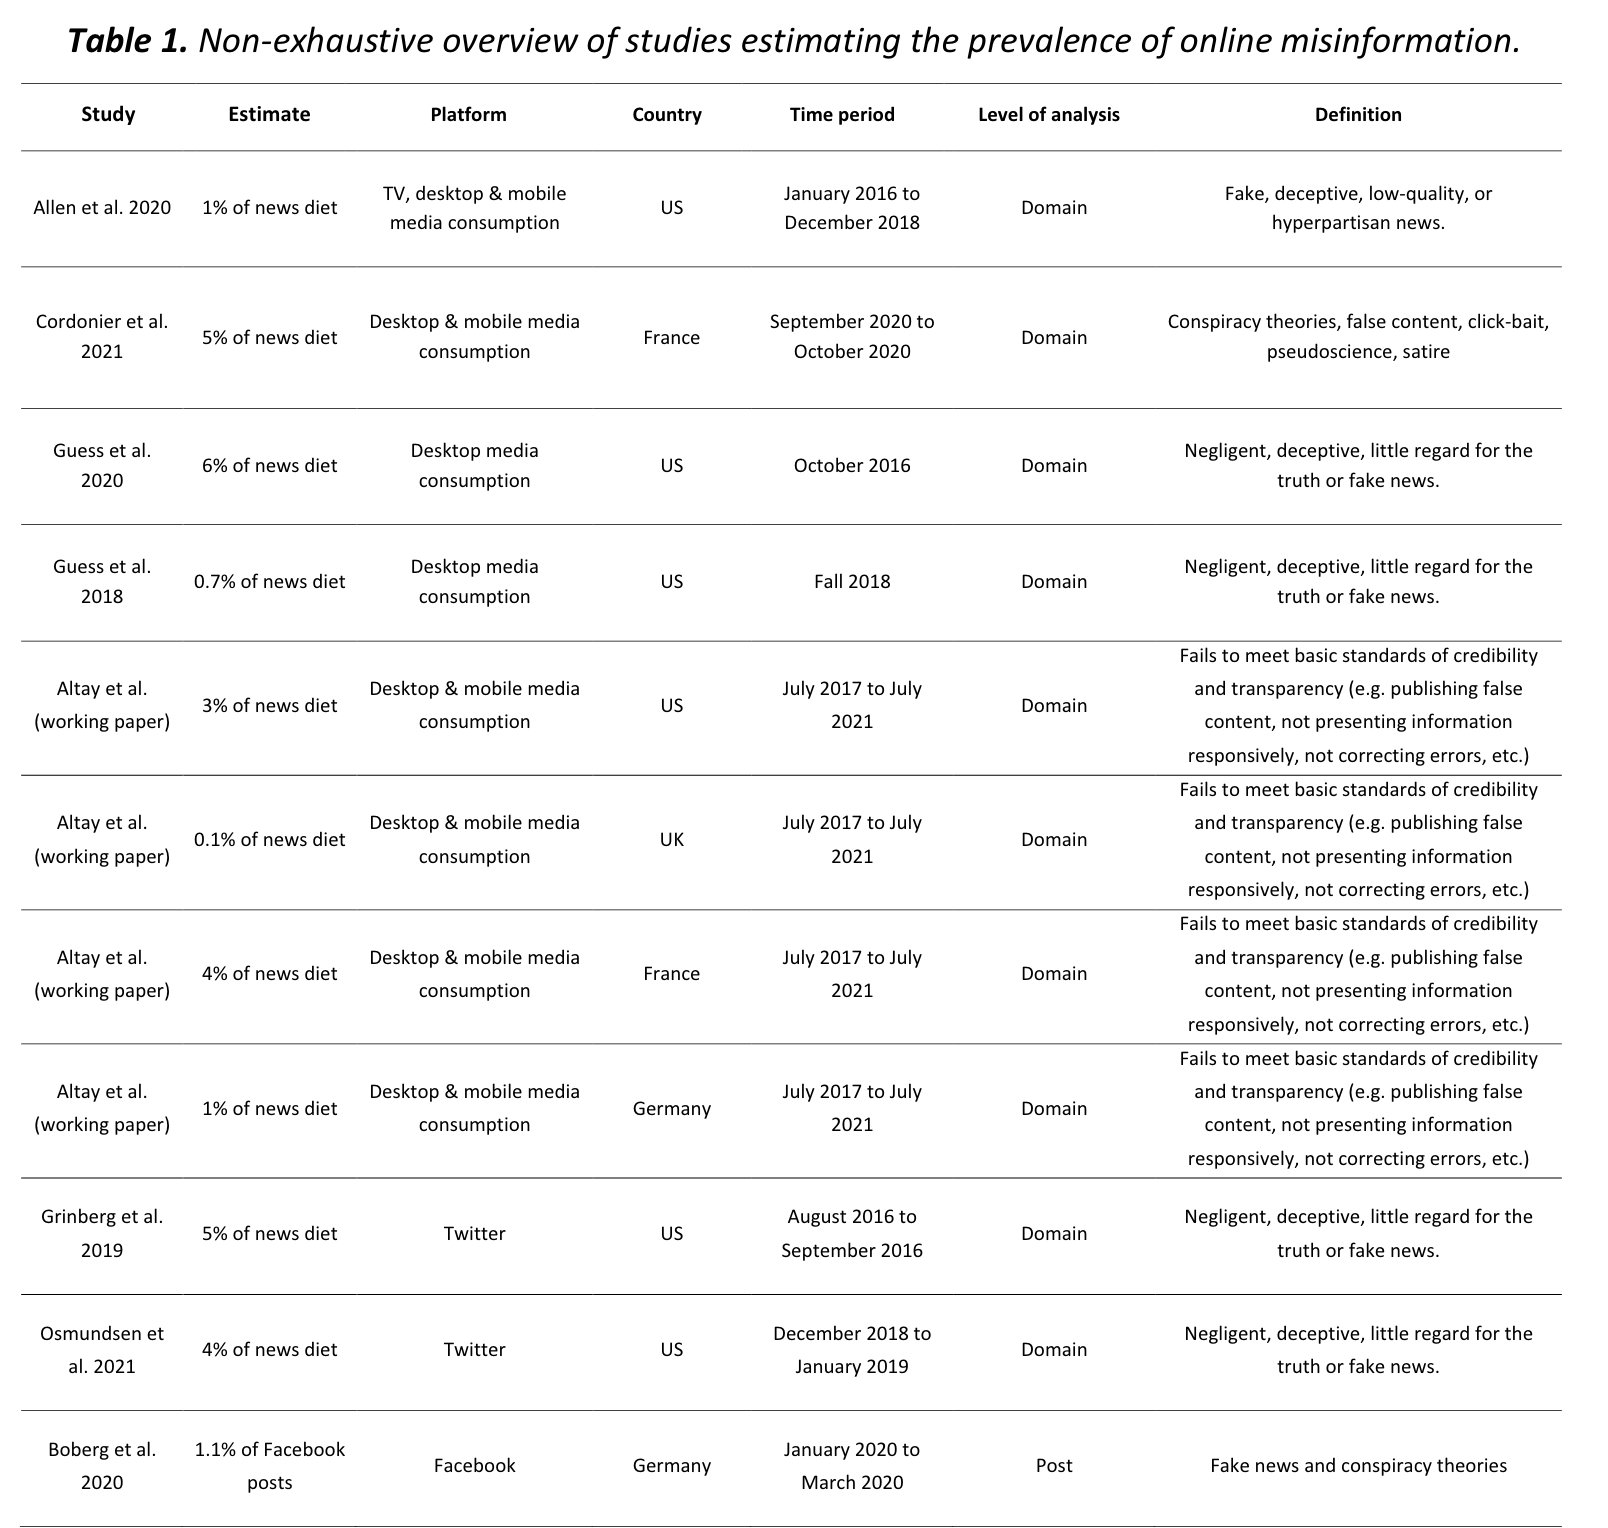 Table 1. Non-exhaustive overview of studies estimating the prevalence of online misinformation.
Study Estimate Platform Country Time period Level of analysis Definition
Allen et al. 2020 1% of news diet TV, desktop & mobile
media consumption US January 2016 to
December 2018 Domain Fake, deceptive, low-quality, or
hyperpartisan news.
Cordonier et al.
2021 5% of news diet Desktop & mobile media
consumption France September 2020 to
October 2020 Domain Conspiracy theories, false content, click-bait,
pseudoscience, satire
Guess et al.
2020 6% of news diet Desktop media
consumption US October 2016 Domain Negligent, deceptive, little regard for the
truth or fake news.
Guess et al.
2018 0.7% of news diet Desktop media
consumption US Fall 2018 Domain Negligent, deceptive, little regard for the
truth or fake news.
Altay et al.
(working paper) 3% of news diet Desktop & mobile media
consumption US July 2017 to July
2021 Domain Fails to meet basic standards of credibility
and transparency (e.g. publishing false
content, not presenting information
responsively, not correcting errors, etc.)
Altay et al.
(working paper) 0.1% of news diet Desktop & mobile media
consumption UK July 2017 to July
2021 Domain Fails to meet basic standards of credibility
and transparency (e.g. publishing false
content, not presenting information
responsively, not correcting errors, etc.)
Altay et al.
(working paper) 4% of news diet Desktop & mobile media
consumption France July 2017 to July
2021 Domain Fails to meet basic standards of credibility
and transparency (e.g. publishing false
content, not presenting information
responsively, not correcting errors, etc.)
Altay et al.
(working paper) 1% of news diet Desktop & mobile media
consumption Germany July 2017 to July
2021 Domain Fails to meet basic standards of credibility
and transparency (e.g. publishing false
content, not presenting information
responsively, not correcting errors, etc.)
Grinberg et al.
2019 5% of news diet Twitter US August 2016 to
September 2016 Domain Negligent, deceptive, little regard for the
truth or fake news.
Osmundsen et
al. 2021 4% of news diet Twitter US December 2018 to
January 2019 Domain Negligent, deceptive, little regard for the
truth or fake news.
Boberg et al.
2020 1.1% of Facebook
posts Facebook Germany January 2020 to
March 2020 Post Fake news and conspiracy theories